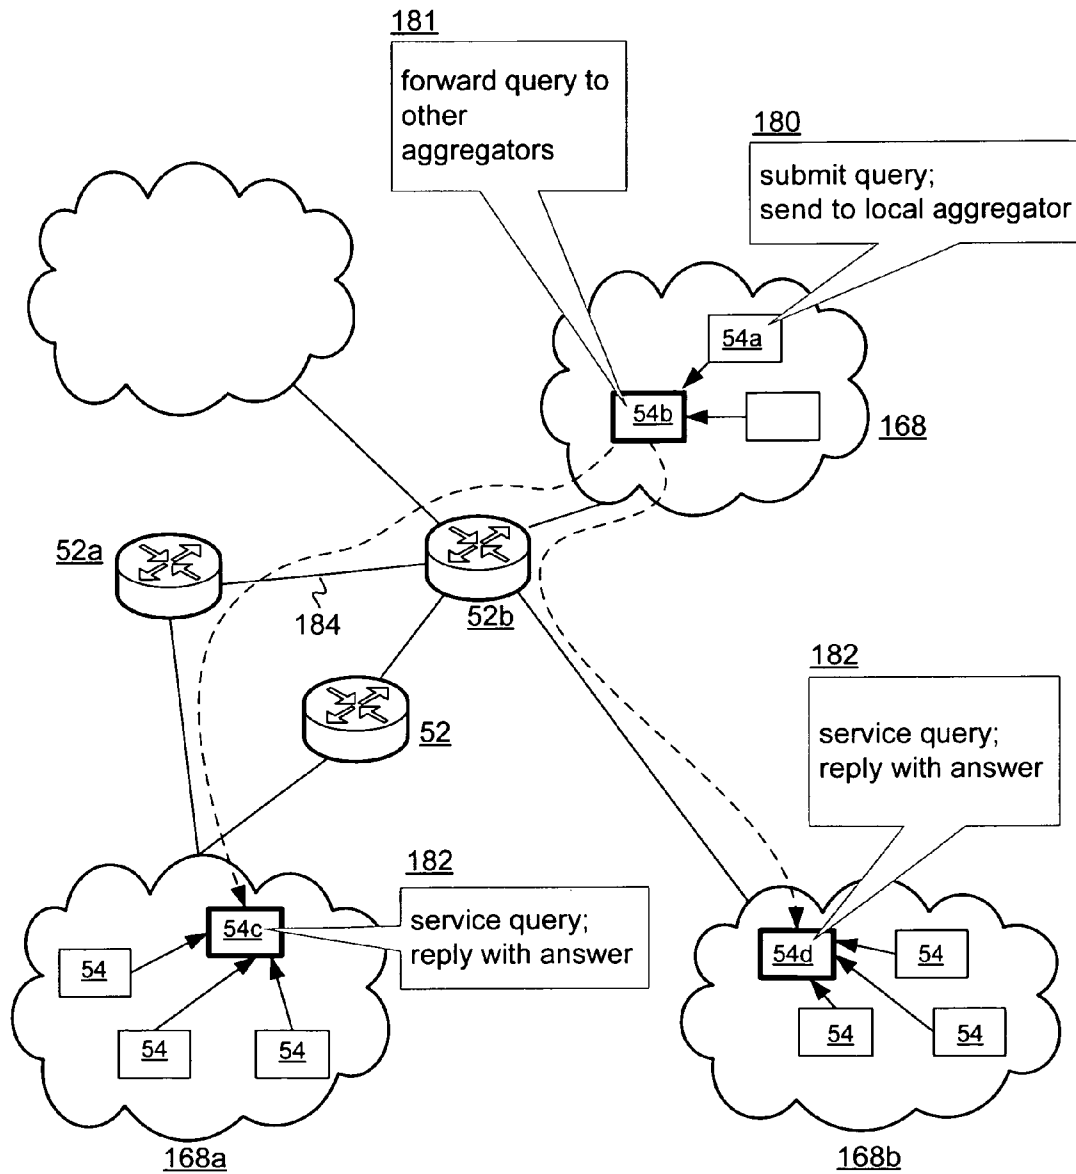 181
forward query to
other
aggregators
180
submit query;
send to local aggregator
54a
54b
168
52a
184
52b
52
182
service query;
reply with answer
182
service query;
reply with answer
54c
54
54
54
168a
54d
54
54
54
168b